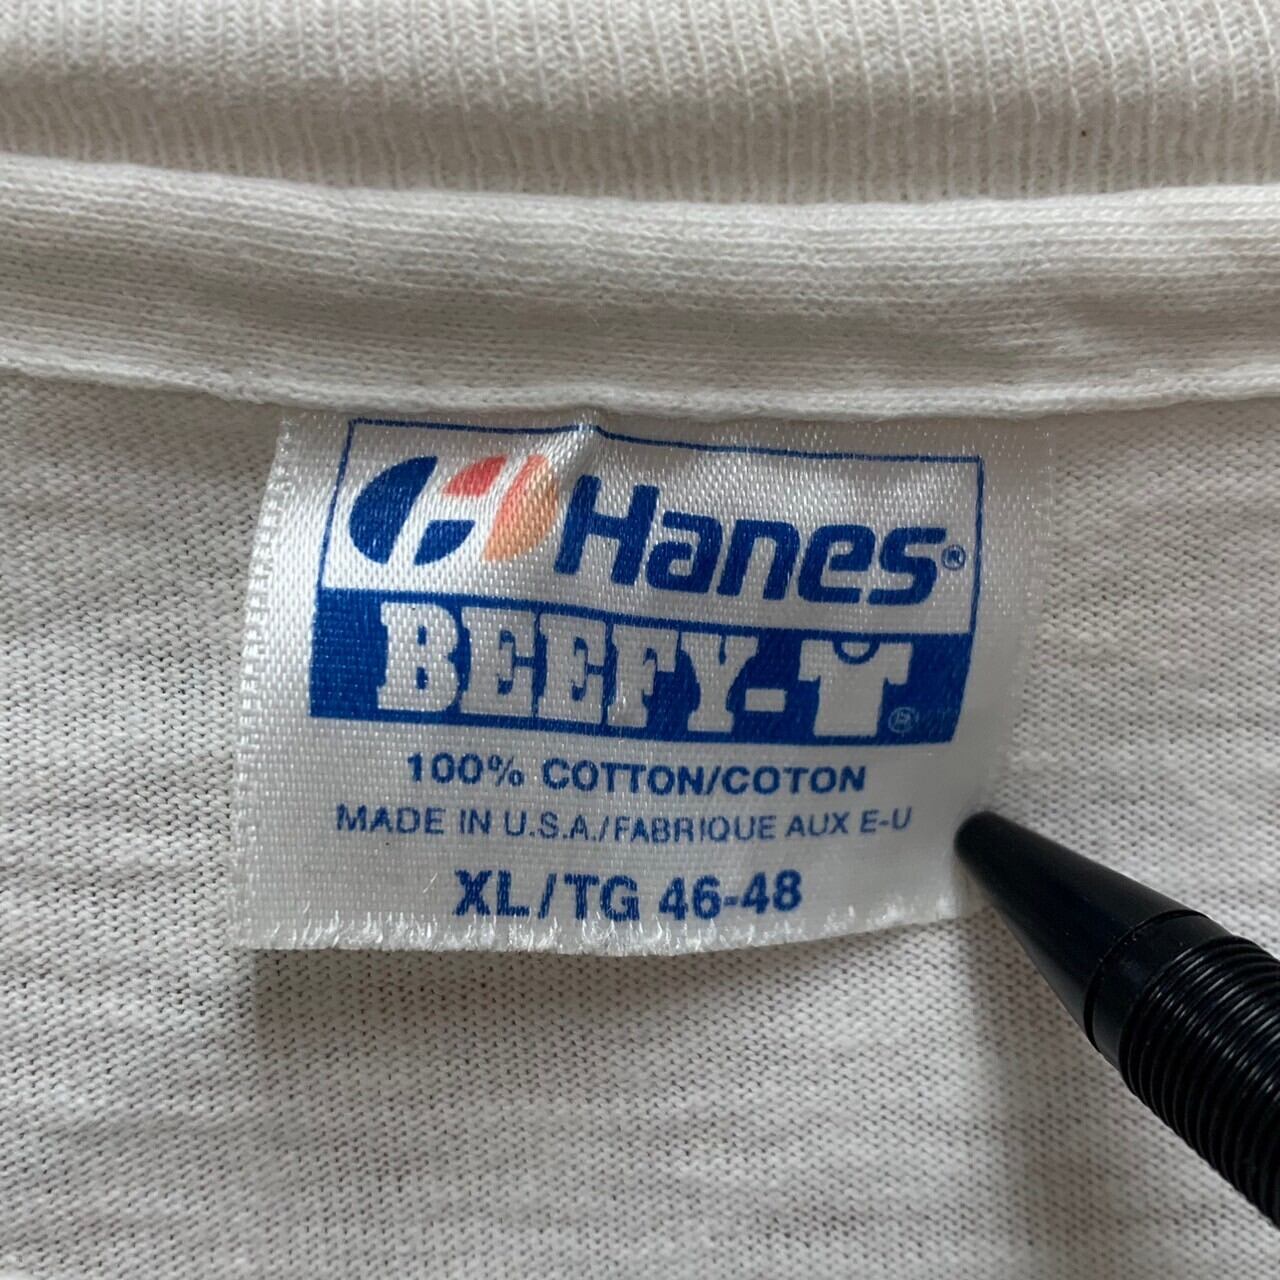 Hanes®
BEEFY-T®
100% COTTON/COTON
MADE IN U.S.A./FABRIQUE AUX E-U
XL/TG 46-48